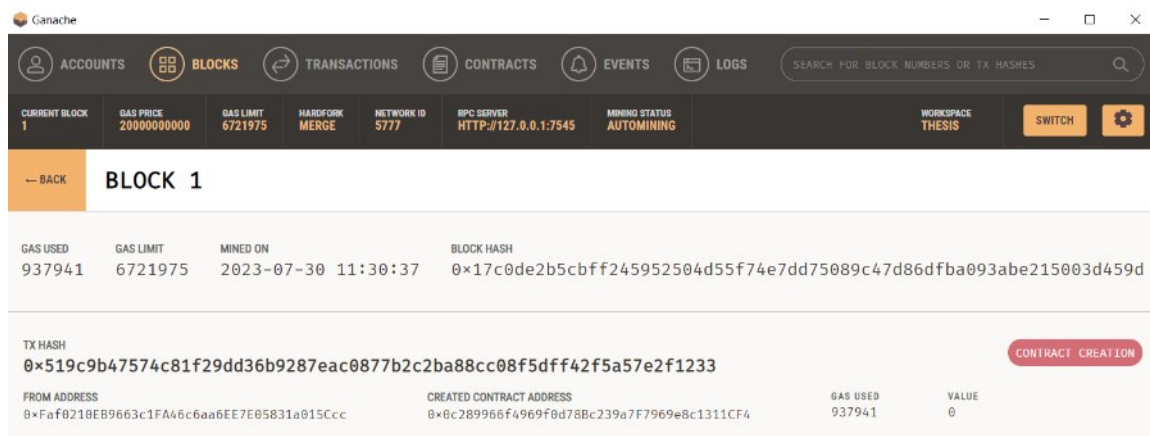 Ganache
ACCOUNTS BLOCKS TRANSACTIONS CONTRACTS EVENTS LOGS SEARCH FOR BLOCK NUMBERS OR TX HASHES
CURRENT BLOCK GAS PRICE GAS LIMIT HARDFORK NETWORK ID RPC SERVER MINING STATUS WORKSPACE
1 20000000000 6721975 MERGE 5777 HTTP://127.0.0.1:7545 AUTOMINING THESIS SWITCH
← BACK BLOCK 1
GAS USED GAS LIMIT MINED ON BLOCK HASH
937941 6721975 2023-07-30 11:30:37 0×17c0de2b5cbff245952504d55f74e7dd75089c47d86dfba093abe215003d459d
TX HASH
0×519c9b47574c81f29dd36b9287eac0877b2c2ba88cc08f5dff42f5a57e2f1233 CONTRACT CREATION
FROM ADDRESS CREATED CONTRACT ADDRESS GAS USED VALUE
0×Faf0210EB9663c1FA46c6aa6EE7E05831a015Ccc 0×0c289966f4969f0d78Bc239a7F7969e8c1311CF4 937941 0